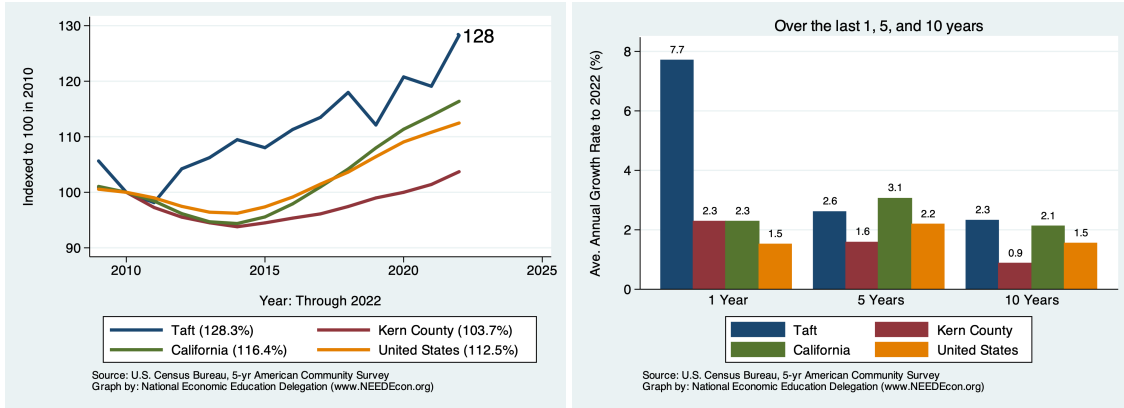 128
130
120
110
100
90
Indexed to 100 in 2010
2010
2015
2020
2025
Year: Through 2022
Taft (128.3%)
Kern County (103.7%)
California (116.4%)
United States (112.5%)
Source: U.S. Census Bureau, 5-yr American Community Survey
Graph by: National Economic Education Delegation (www.NEEDEcon.org)
Over the last 1, 5, and 10 years
Ave. Annual Growth Rate to 2022 (%)
8
6
4
2
0
7.7
2.3
2.3
1.5
2.6
1.6
3.1
2.2
2.3
0.9
2.1
1.5
1 Year
5 Years
10 Years
Taft
Kern County
California
United States
Source: U.S. Census Bureau, 5-yr American Community Survey
Graph by: National Economic Education Delegation (www.NEEDEcon.org)